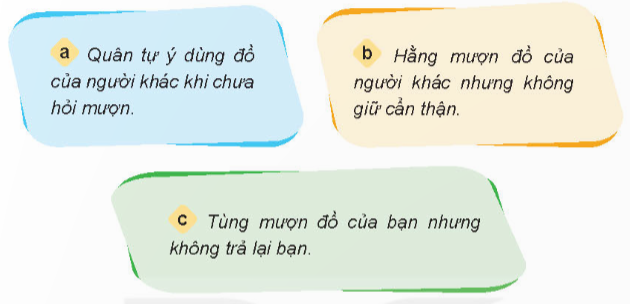 a Quân tự ý dùng đồ
của người khác khi chưa
hỏi mượn.
b Hằng mượn đồ của
người khác nhưng không
giữ cẩn thận.
c Tùng mượn đồ của bạn nhưng
không trả lại bạn.